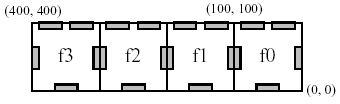 (400, 400) (100, 100)
f3 f2 f1 f0
(0, 0)